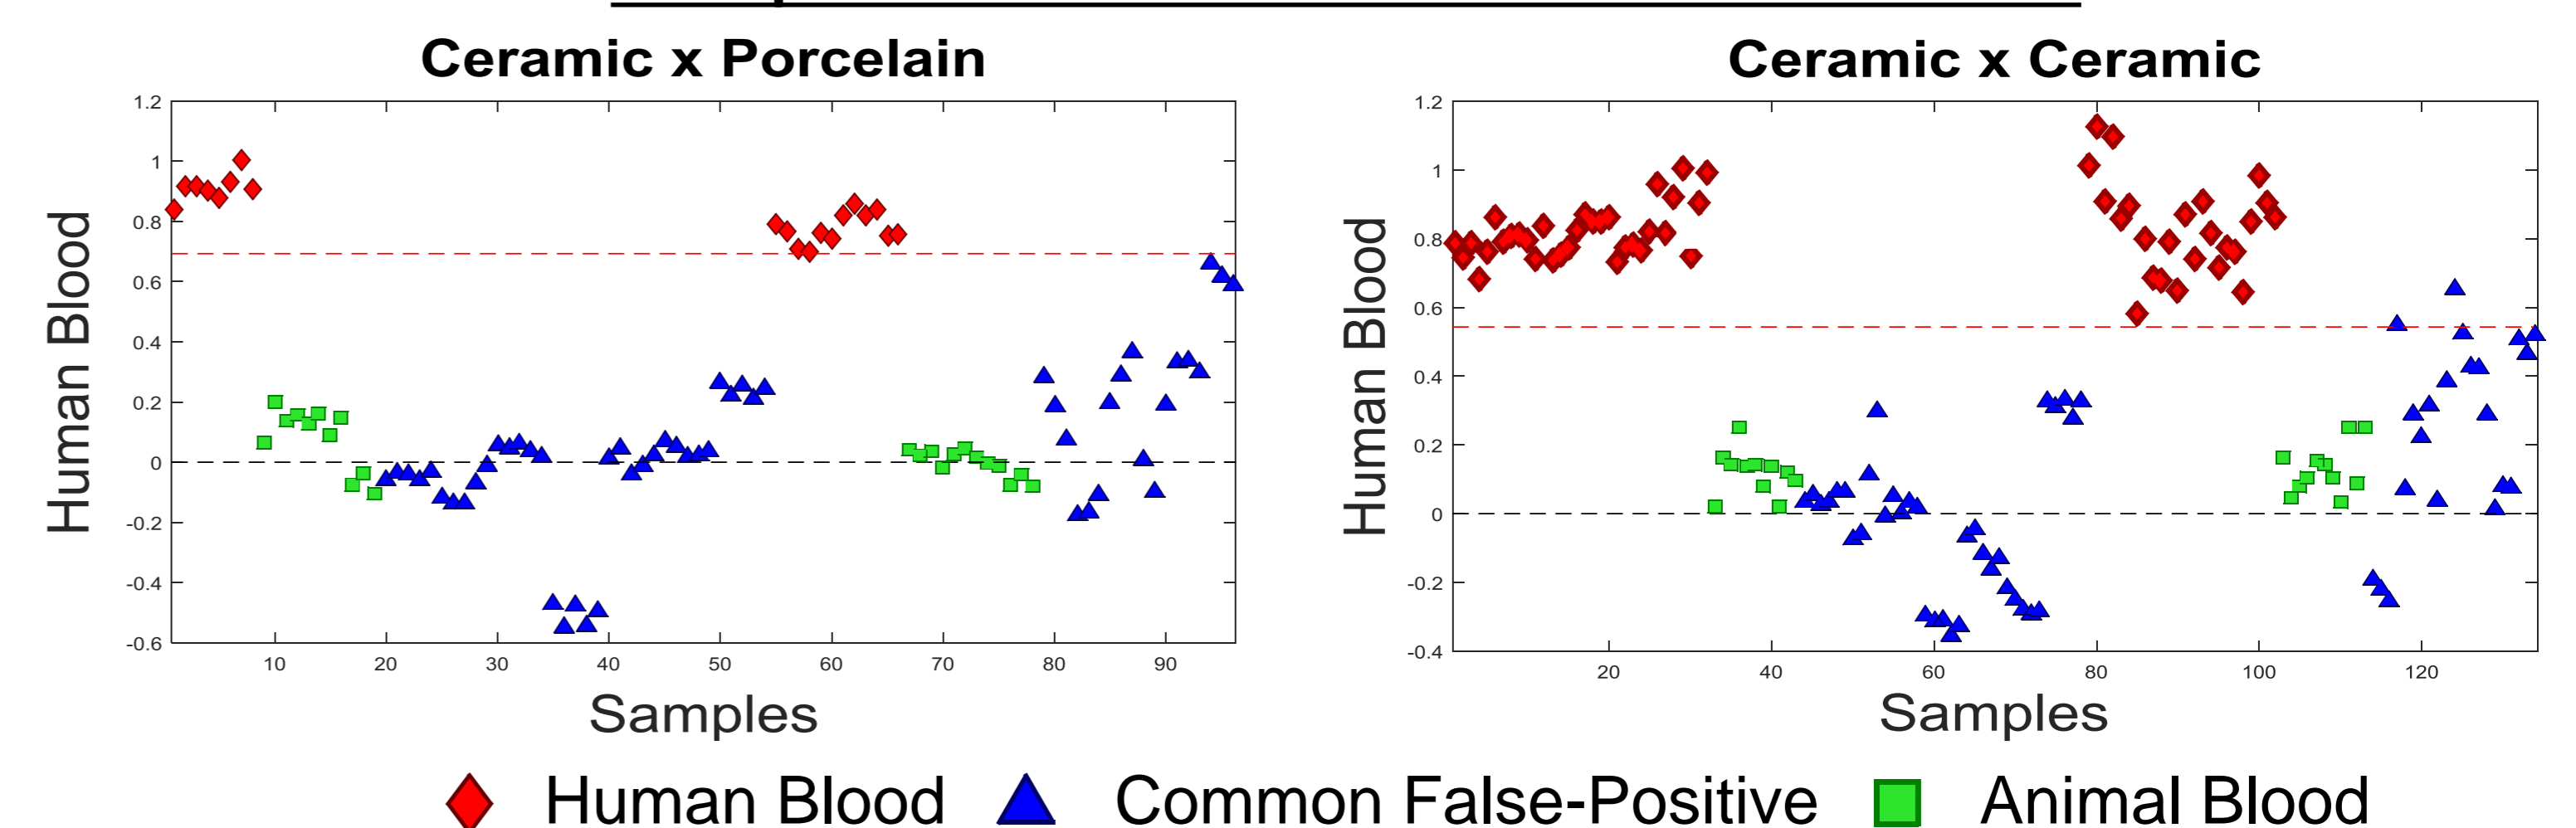 Ceramic x Porcelain
Human Blood
1.2
1
0.8
0.6
0.4
0.2
0
-0.2
-0.4
-0.6
10 20 30 40 50 60 70 80 90
Samples
Ceramic x Ceramic
Human Blood
1.2
1
0.8
0.6
0.4
0.2
0
-0.2
-0.4
20 40 60 80 100 120
Samples
Human Blood Common False-Positive Animal Blood